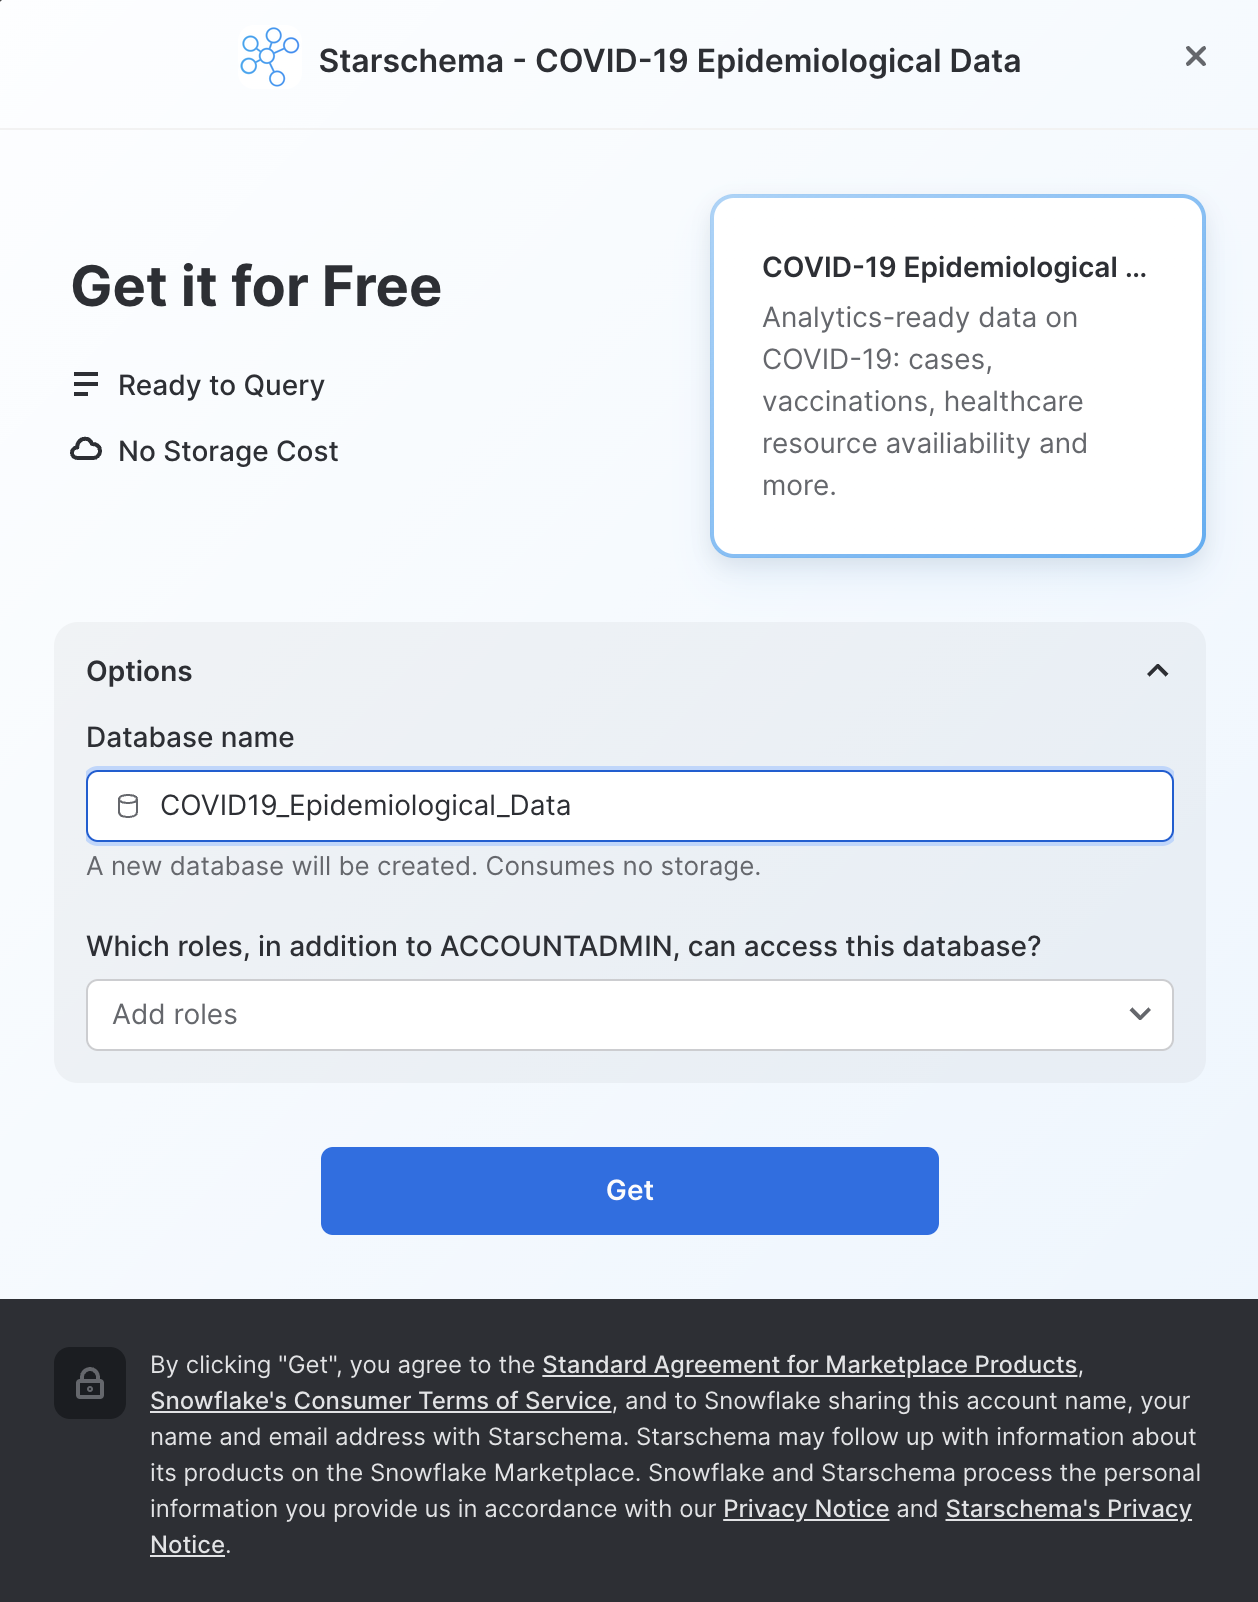 Starschema - COVID-19 Epidemiological Data
Get it for Free
Ready to Query
No Storage Cost
COVID-19 Epidemiological ...
Analytics-ready data on
COVID-19: cases,
vaccinations, healthcare
resource availiability and
more.
Options
Database name
COVID19_Epidemiological_Data
A new database will be created. Consumes no storage.
Which roles, in addition to ACCOUNTADMIN, can access this database?
Add roles
Get
By clicking "Get", you agree to the Standard Agreement for Marketplace Products,
Snowflake's Consumer Terms of Service, and to Snowflake sharing this account name, your
name and email address with Starschema. Starschema may follow up with information about
its products on the Snowflake Marketplace. Snowflake and Starschema process the personal
information you provide us in accordance with our Privacy Notice and Starschema's Privacy
Notice.